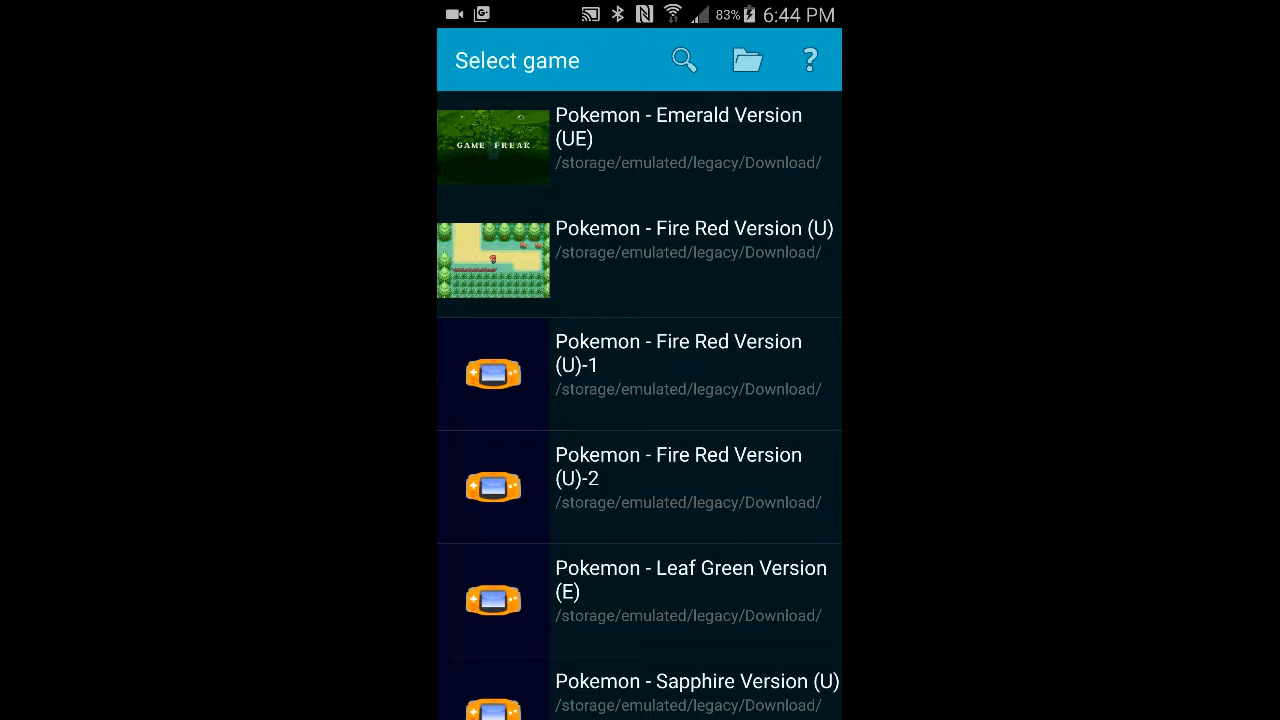 83% 6:44 PM
Select game
Pokemon - Emerald Version
(UE)
/storage/emulated/legacy/Download/
GAME FREAK
Pokemon - Fire Red Version (U)
/storage/emulated/legacy/Download/
Pokemon - Fire Red Version
(U)-1
/storage/emulated/legacy/Download/
Pokemon - Fire Red Version
(U)-2
/storage/emulated/legacy/Download/
Pokemon - Leaf Green Version
(E)
/storage/emulated/legacy/Download/
Pokemon - Sapphire Version (U)
/storage/emulated/legacy/Download/